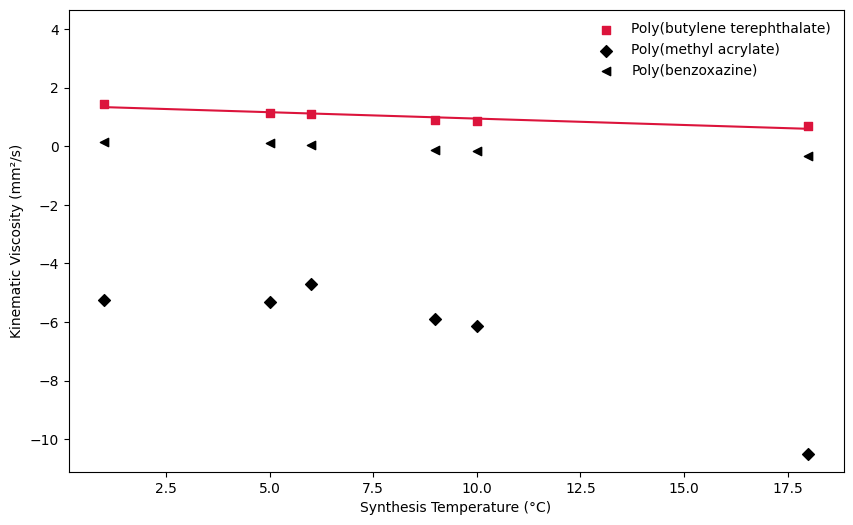 Poly(butylene terephthalate)
Poly(methyl acrylate)
Poly(benzoxazine)
Kinematic Viscosity (mm²/s)
4
2
0
−2
−4
−6
−8
−10
2.5 5.0 7.5 10.0 12.5 15.0 17.5
Synthesis Temperature (°C)